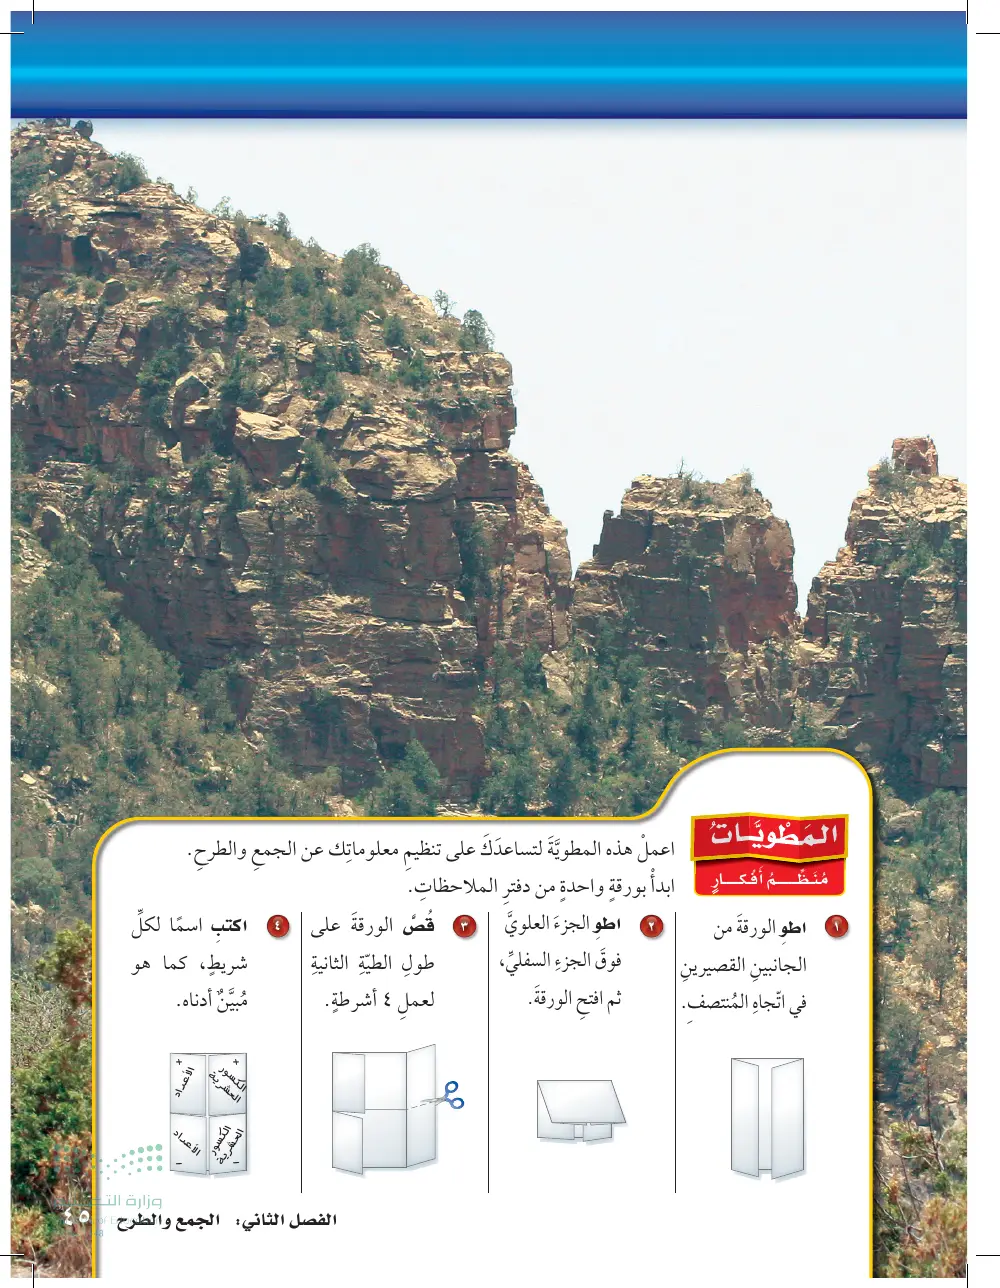 المَطْويَّاتُ
مُنَظِّمُ أَفْكَارٍ
اعملْ هذه المطويَّةَ لتساعدَكَ على تنظيمِ معلوماتِك عن الجمعِ والطرحِ.
ابدأْ بورقةٍ واحدةٍ من دفترِ الملاحظاتِ.
١ اطوِ الورقةَ من
الجانبينِ القصيرينِ
في اتّجاهِ المُنتصفِ.
٢ اطوِ الجزءَ العلويَّ
فوقَ الجزءِ السفليِّ،
ثم افتحِ الورقةَ.
٣ قُصَّ الورقةَ على
طولِ الطيّةِ الثانيةِ
لعملِ ٤ أشرطةٍ.
٤ اكتبِ اسمًا لكلِّ
شريطٍ، كما هو
مُبيَّنٌ أدناه.
+
الكسور
العشرية
+
الأعداد
الكسور
العشرية
−
الأعداد
−
الفصل الثاني: الجمع والطرح
٤٥
وزارة